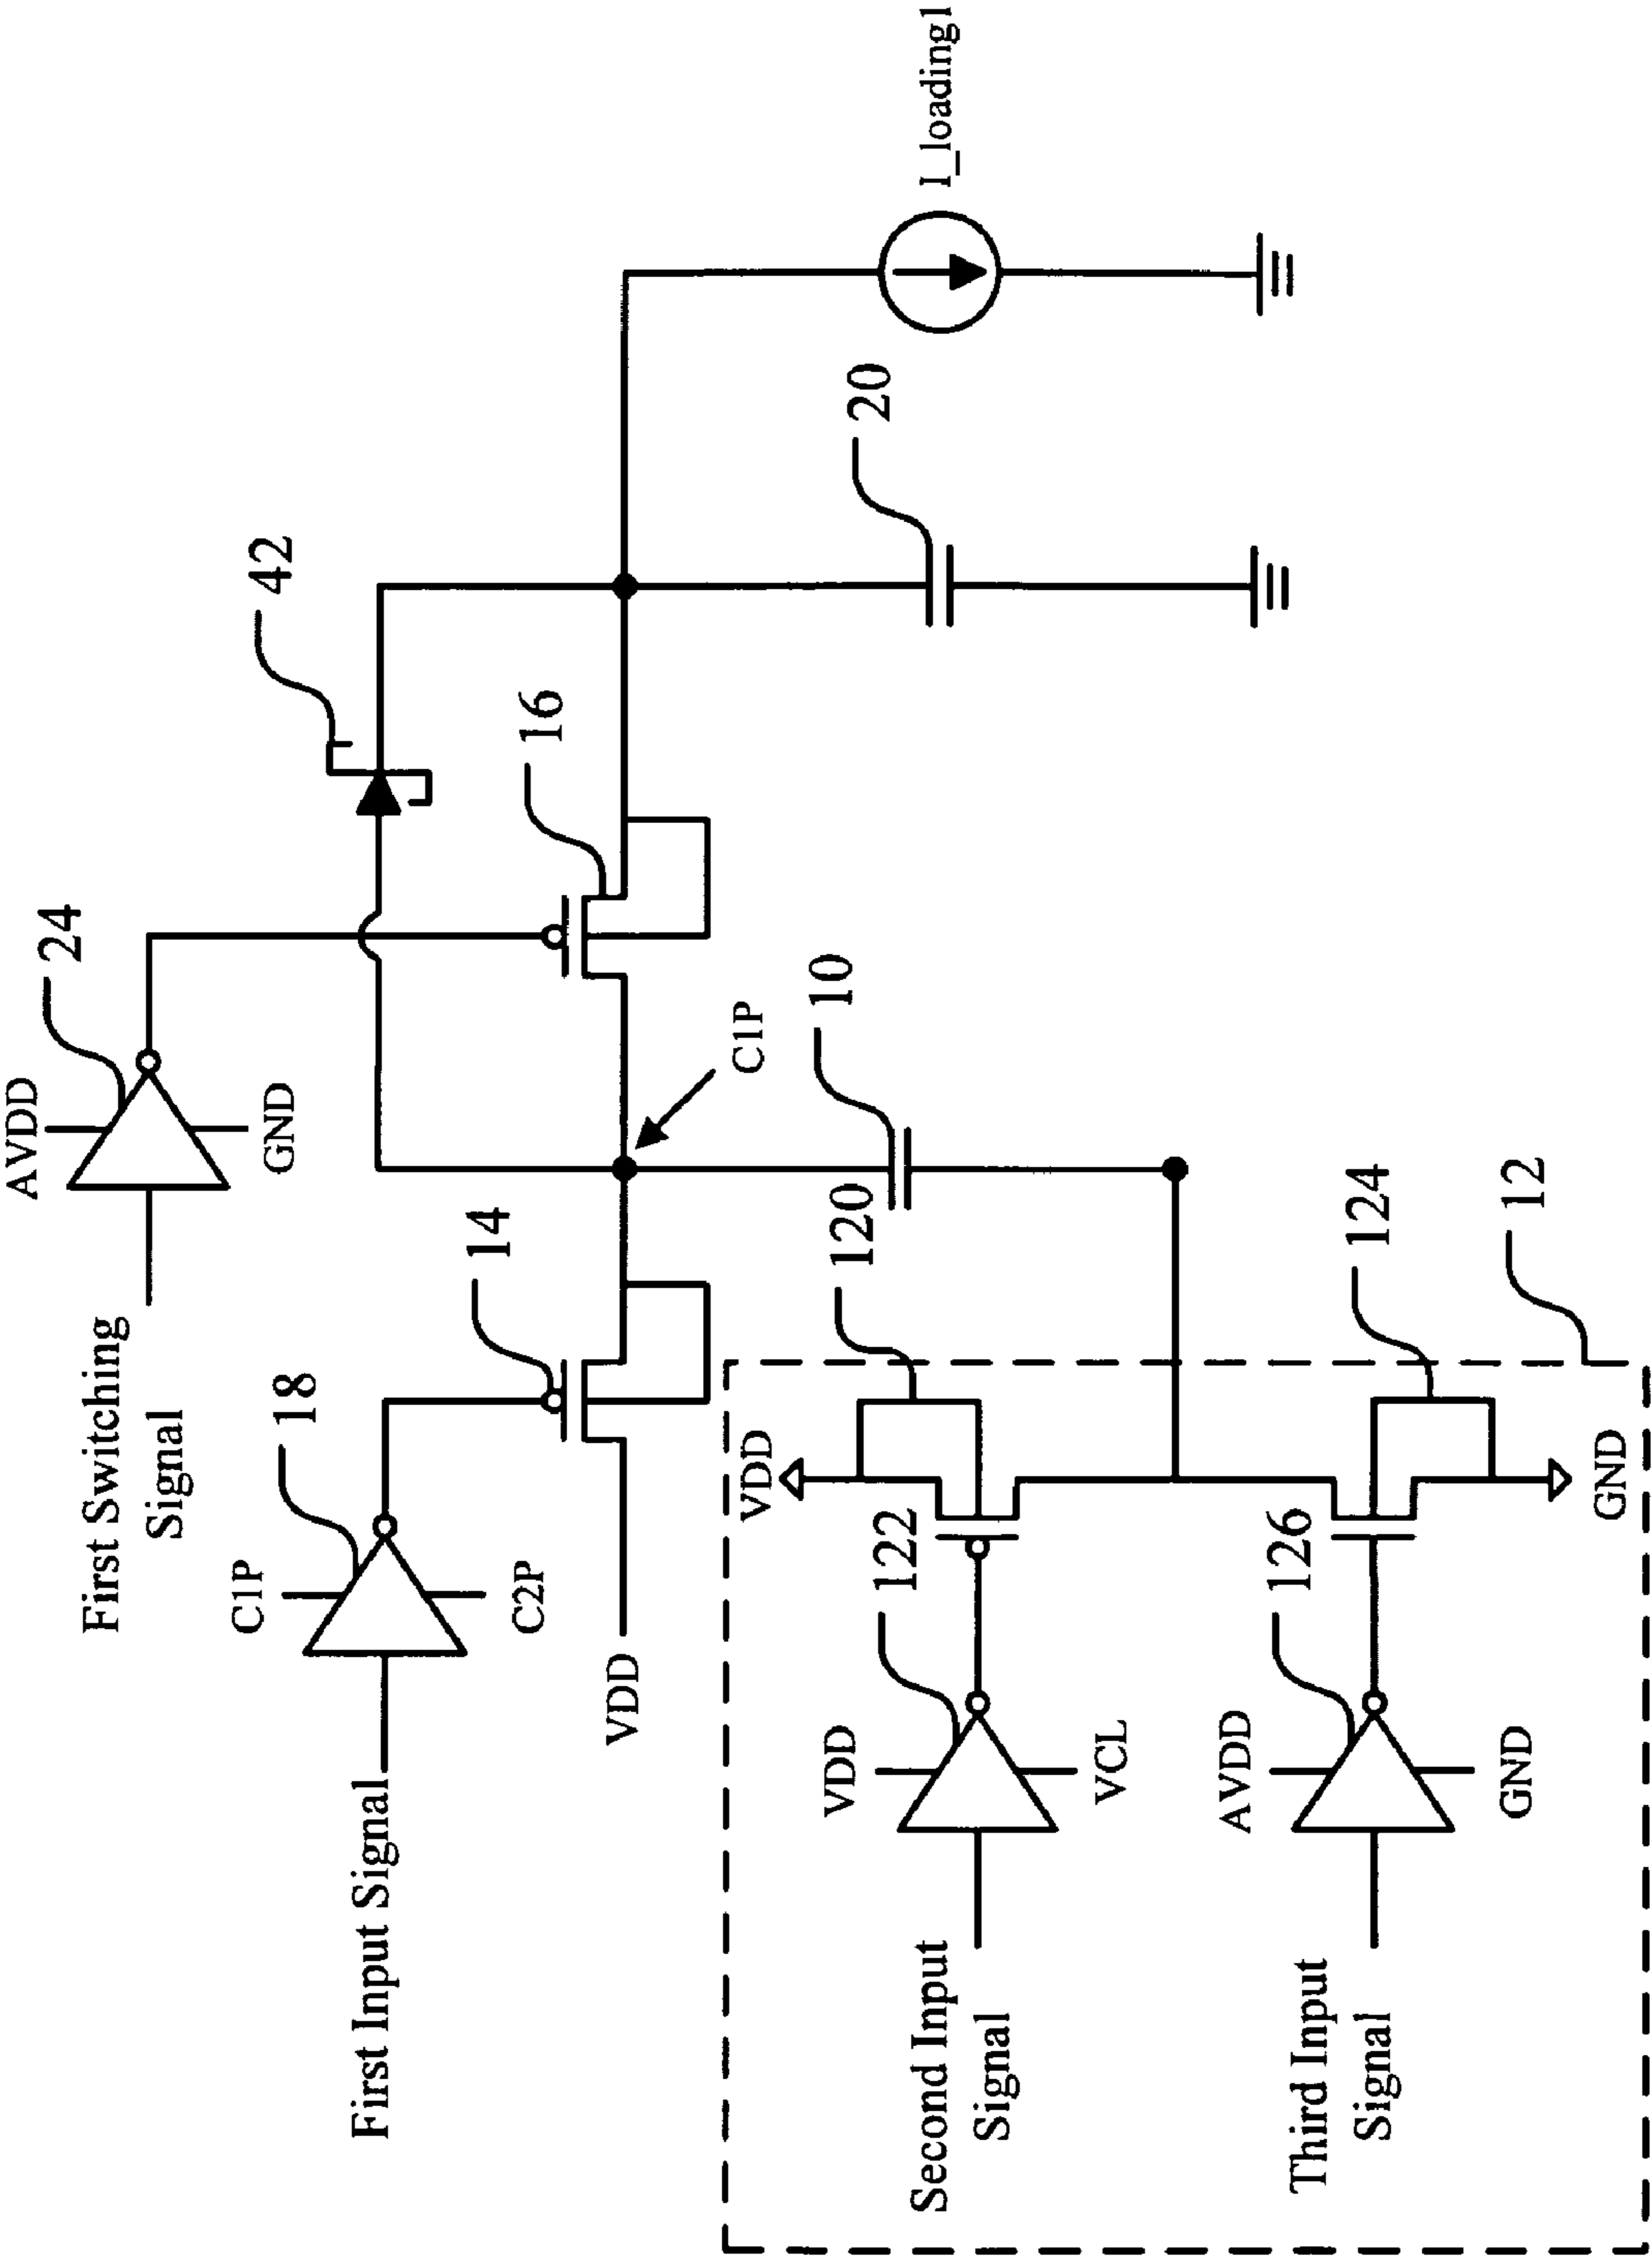 AVDD
24
GND
First Switching
Signal
42
18
C1P
C2P
First Input Signal
14
16
VDD
C1P
20
I_loading1
10
120
VDD
122
VDD
VCL
Second Input
Signal
124
126
AVDD
GND
GND
Third Input
Signal
12